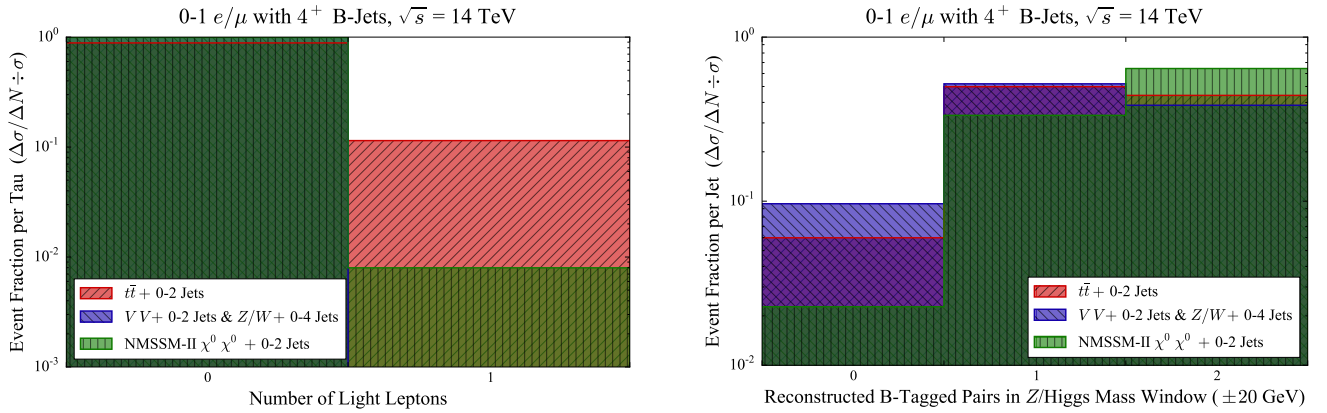 0-1 e/μ with 4⁺ B-Jets, √s = 14 TeV
Event Fraction per Tau (Δσ/ΔN ÷ σ)
10⁰
10⁻¹
10⁻²
10⁻³
tt̄ + 0-2 Jets
V V + 0-2 Jets & Z/W + 0-4 Jets
NMSSM-II χ⁰ χ⁰ + 0-2 Jets
0
1
Number of Light Leptons
0-1 e/μ with 4⁺ B-Jets, √s = 14 TeV
Event Fraction per Jet (Δσ/ΔN ÷ σ)
10⁰
10⁻¹
10⁻²
tt̄ + 0-2 Jets
V V + 0-2 Jets & Z/W + 0-4 Jets
NMSSM-II χ⁰ χ⁰ + 0-2 Jets
0
1
2
Reconstructed B-Tagged Pairs in Z/Higgs Mass Window (±20 GeV)